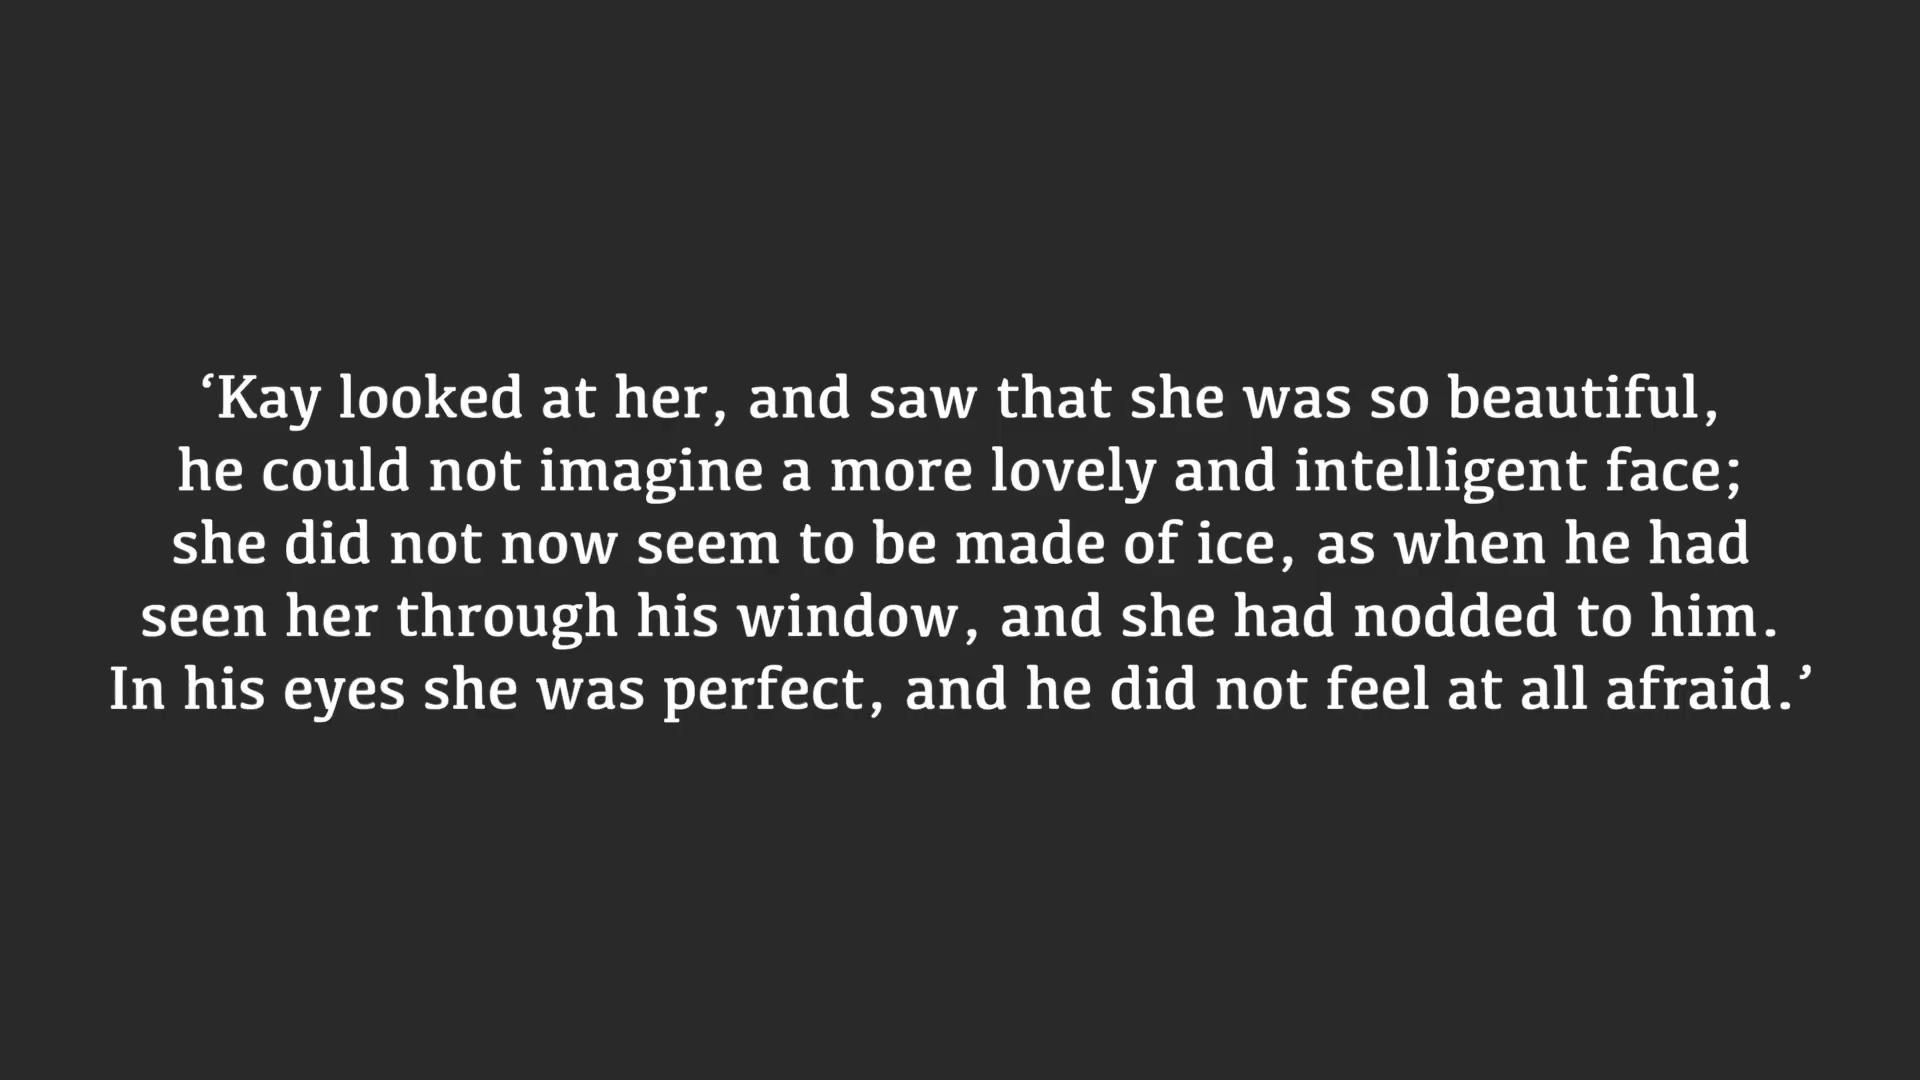 ‘Kay looked at her, and saw that she was so beautiful,
he could not imagine a more lovely and intelligent face;
she did not now seem to be made of ice, as when he had
seen her through his window, and she had nodded to him.
In his eyes she was perfect, and he did not feel at all afraid.’